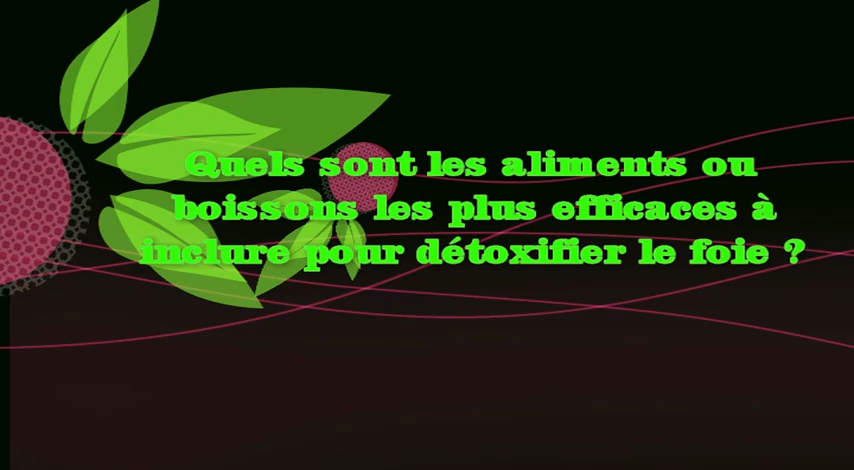 Quels sont les aliments ou
boissons les plus efficaces à
inclure pour détoxifier le foie ?